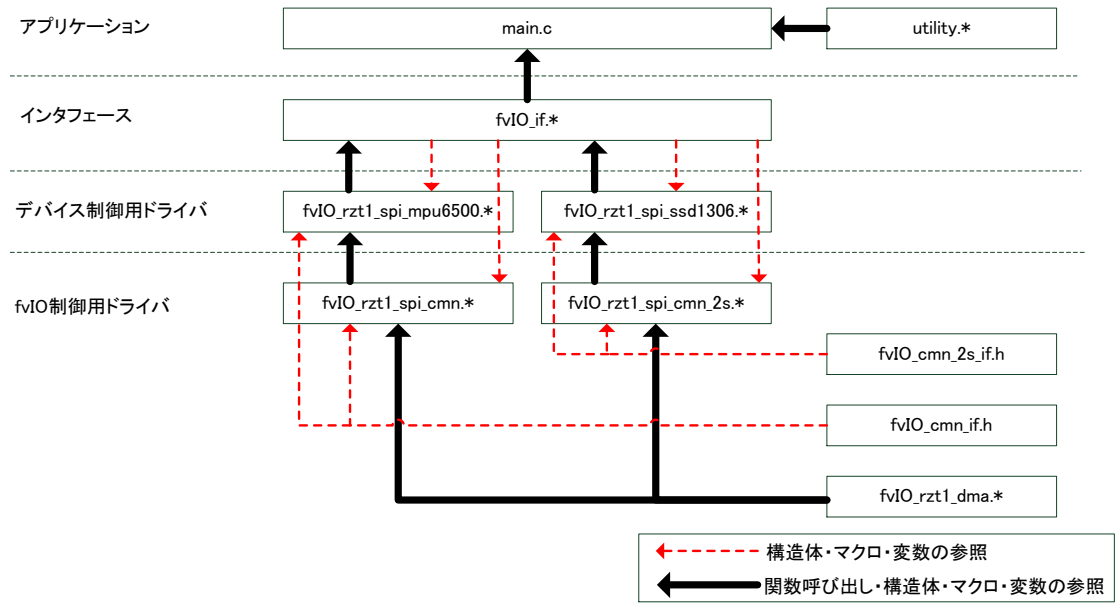 アプリケーション
main.c
utility.*
インタフェース
fvIO_if.*
デバイス制御用ドライバ
fvIO_rzt1_spi_mpu6500.*
fvIO_rzt1_spi_ssd1306.*
fvIO制御用ドライバ
fvIO_rzt1_spi_cmn.*
fvIO_rzt1_spi_cmn_2s.*
fvIO_cmn_2s_if.h
fvIO_cmn_if.h
fvIO_rzt1_dma.*
構造体・マクロ・変数の参照
関数呼び出し・構造体・マクロ・変数の参照